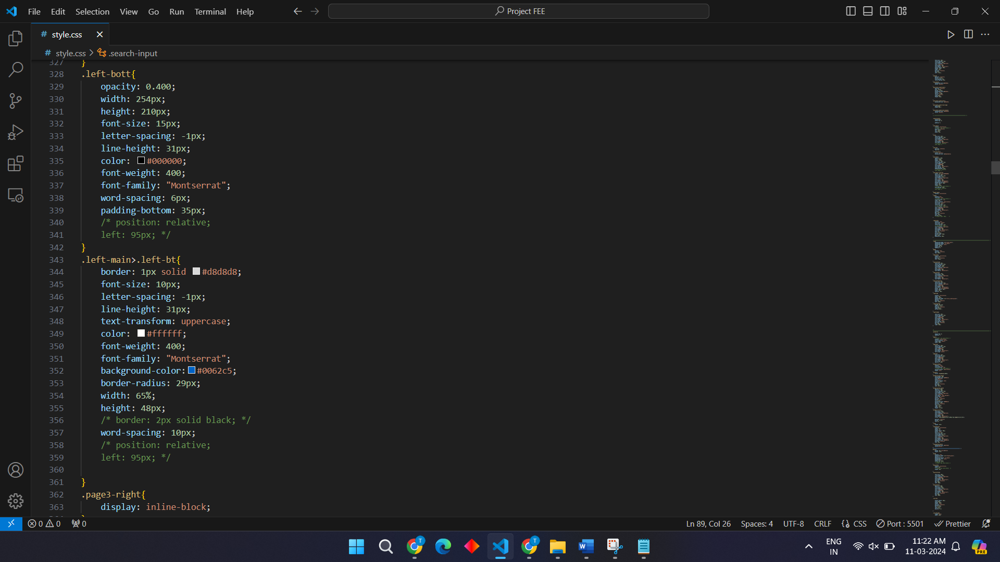 File Edit Selection View Go Run Terminal Help
Project FEE
# style.css
# style.css > .search-input
327 }
328 .left-bott{
329 opacity: 0.400;
330 width: 254px;
331 height: 210px;
332 font-size: 15px;
333 letter-spacing: -1px;
334 line-height: 31px;
335 color: #000000;
336 font-weight: 400;
337 font-family: "Montserrat";
338 word-spacing: 6px;
339 padding-bottom: 35px;
340 /* position: relative;
341 left: 95px; */
342 }
343 .left-main>.left-bt{
344 border: 1px solid #d8d8d8;
345 font-size: 10px;
346 letter-spacing: -1px;
347 line-height: 31px;
348 text-transform: uppercase;
349 color: #ffffff;
350 font-weight: 400;
351 font-family: "Montserrat";
352 background-color: #0062c5;
353 border-radius: 29px;
354 width: 65%;
355 height: 48px;
356 /* border: 2px solid black; */
357 word-spacing: 10px;
358 /* position: relative;
359 left: 95px; */
360
361 }
362 .page3-right{
363 display: inline-block;
0 0 0
Ln 89, Col 26 Spaces: 4 UTF-8 CRLF {} CSS Port : 5501 Prettier
T T W
ENG
IN
11:22 AM
11-03-2024
PRE